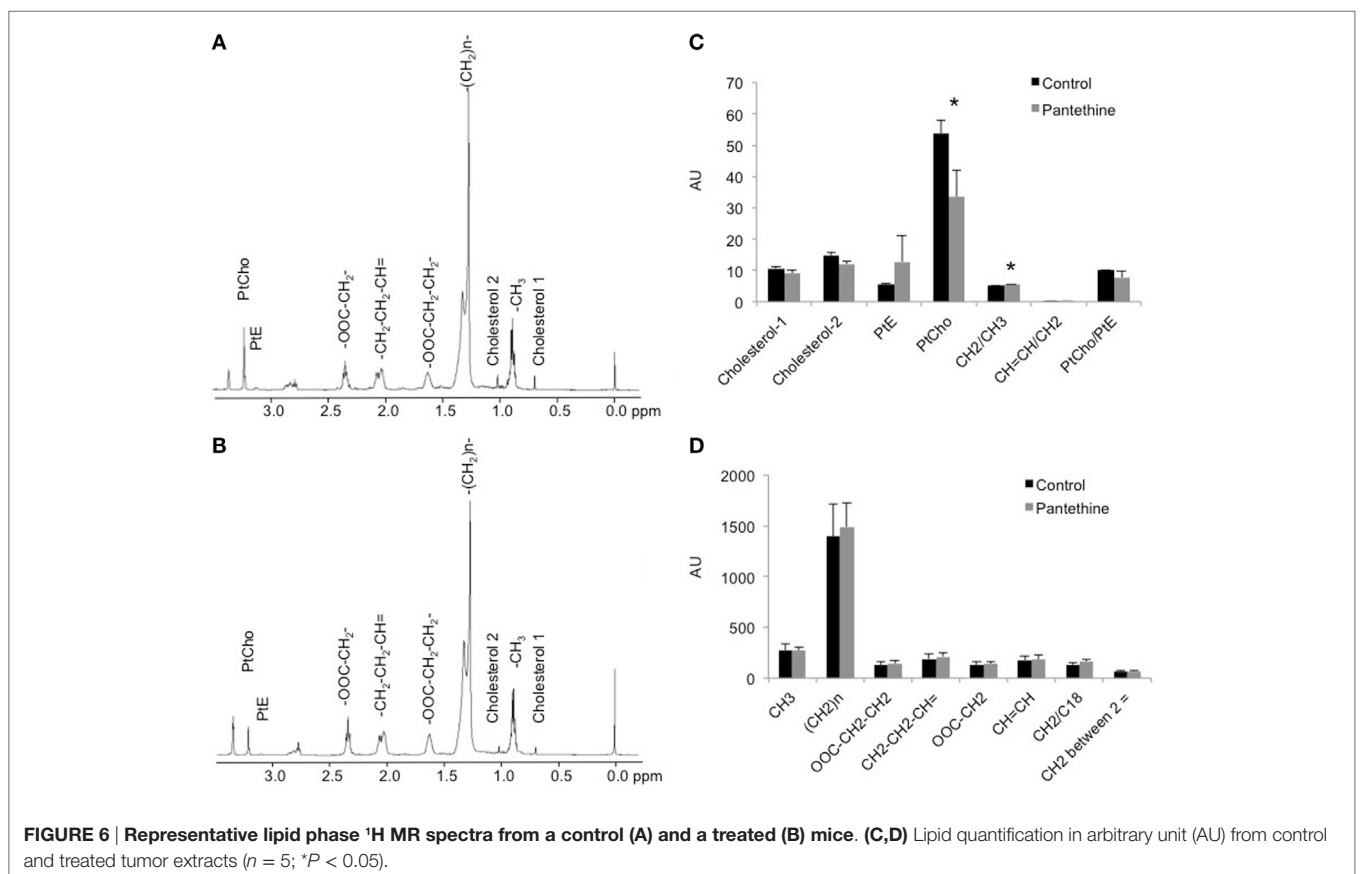 A
-(CH₂)n-
PtCho
PtE
-OOC-CH₂-
-CH₂-CH₂-CH=
-OOC-CH₂-CH₂-
Cholesterol 2
-CH₃
Cholesterol 1
3.0 2.5 2.0 1.5 1.0 0.5 0.0 ppm
B
-(CH₂)n-
PtCho
PtE
-OOC-CH₂-
-CH₂-CH₂-CH=
-OOC-CH₂-CH₂-
Cholesterol 2
-CH₃
Cholesterol 1
3.0 2.5 2.0 1.5 1.0 0.5 0.0 ppm
C
70
60
50
40
30
20
10
0
AU
Control
Pantethine
*
*
Cholesterol-1
Cholesterol-2
PtE
PtCho
CH2/CH3
CH=CH/CH2
PtCho/PtE
D
2000
1500
1000
500
0
AU
Control
Pantethine
CH3
(CH2)n
OOC-CH2-CH2
CH2-CH2-CH=
OOC-CH2
CH=CH
CH2/C18
CH2 between 2 =
FIGURE 6 | Representative lipid phase ¹H MR spectra from a control (A) and a treated (B) mice. (C,D) Lipid quantification in arbitrary unit (AU) from control
and treated tumor extracts (n = 5; *P < 0.05).